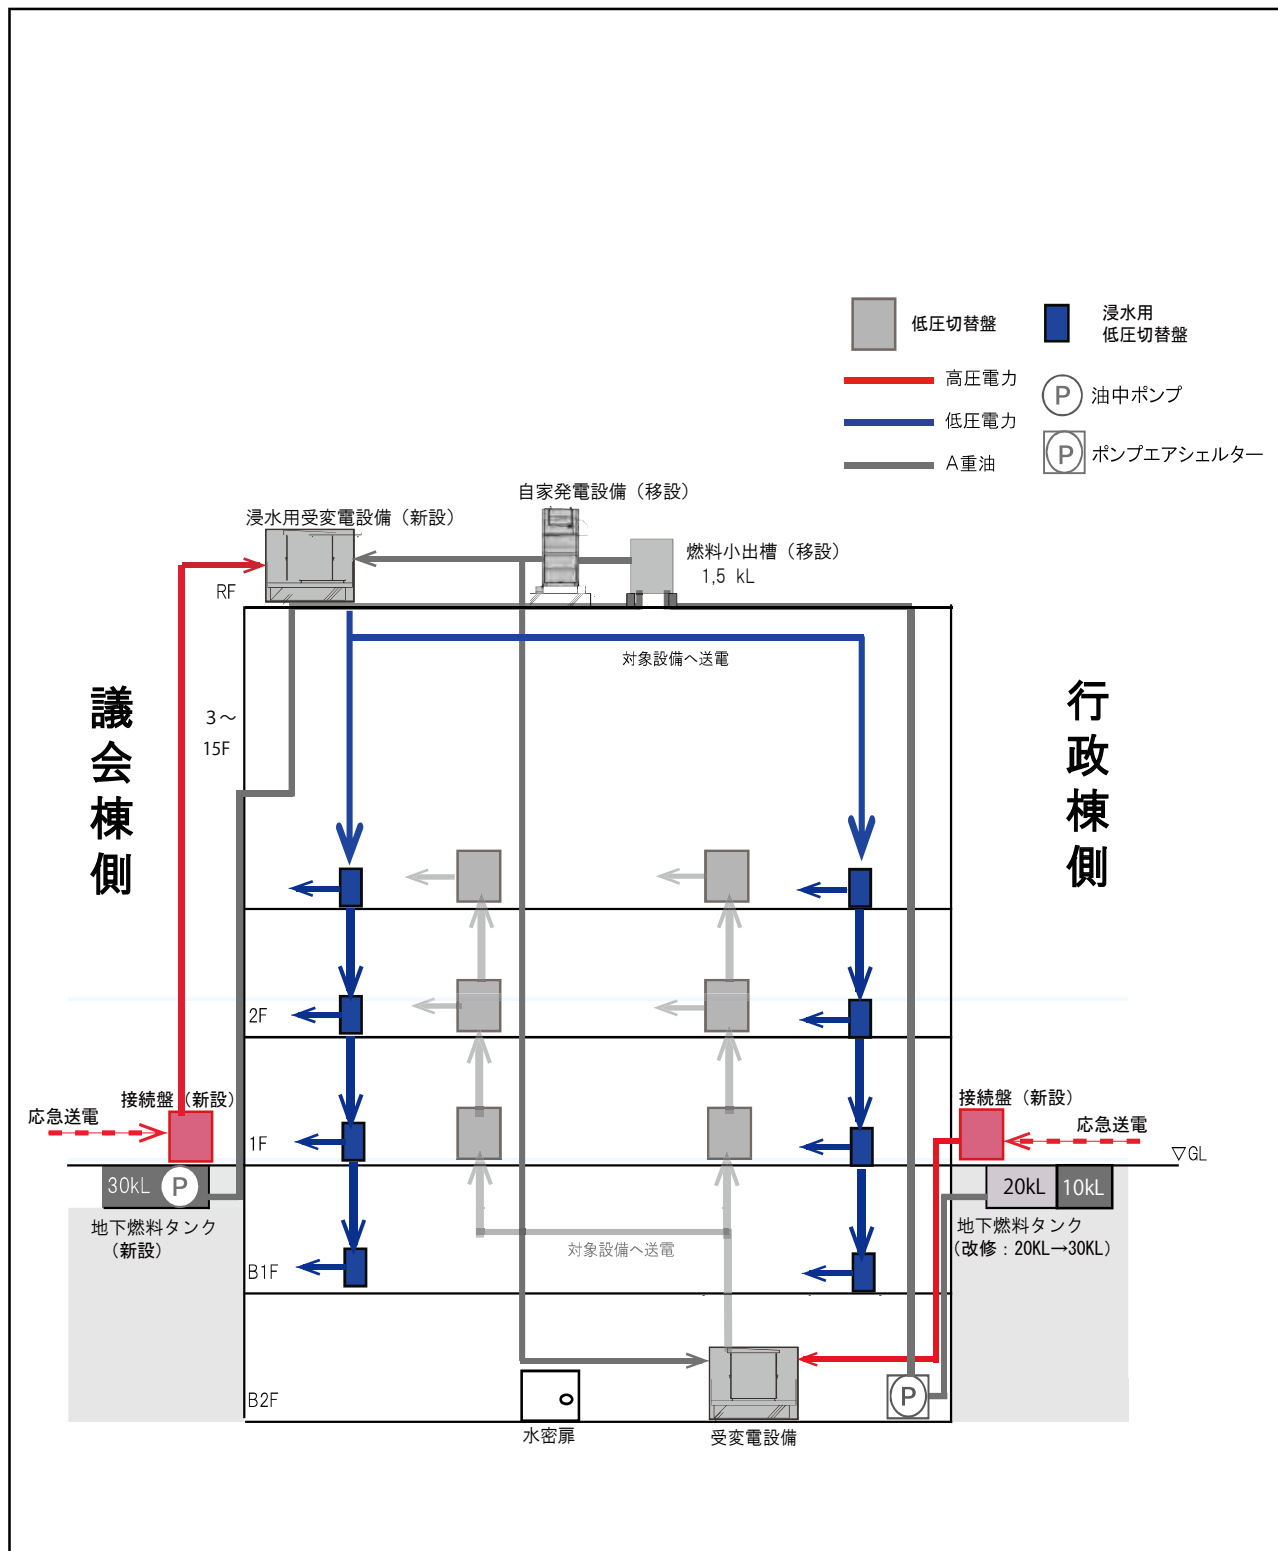 低圧切替盤
浸水用
低圧切替盤
高圧電力
P
油中ポンプ
低圧電力
P
ポンプエアシェルター
A重油
自家発電設備（移設）
浸水用受変電設備（新設）
燃料小出槽（移設）
1,5 kL
RF
対象設備へ送電
議会棟側
行政棟側
3～
15F
2F
接続盤（新設）
接続盤（新設）
応急送電
応急送電
1F
▽GL
30kL
P
20kL
10kL
地下燃料タンク
（新設）
地下燃料タンク
（改修：20KL→30KL）
対象設備へ送電
B1F
B2F
P
水密扉
受変電設備